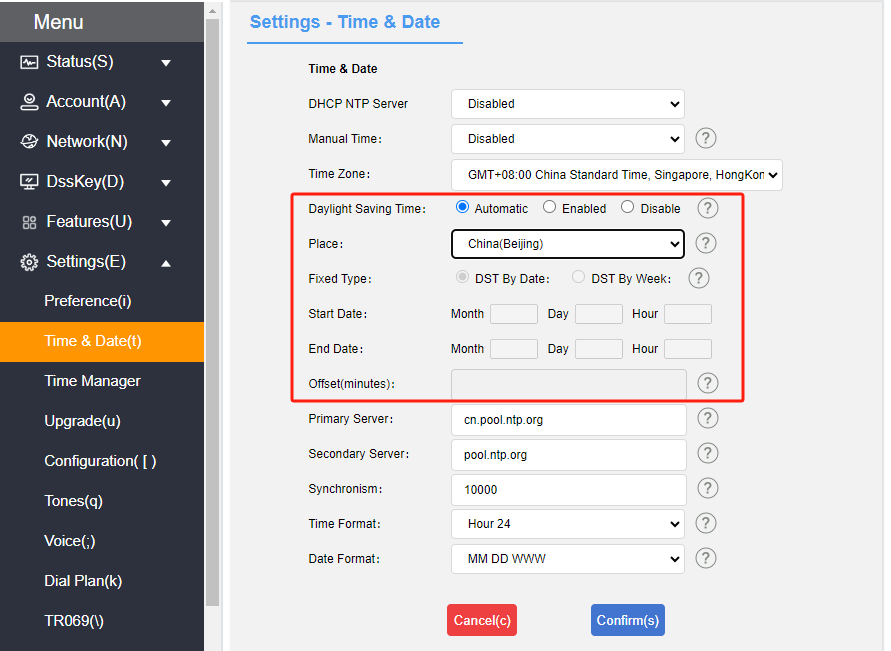 Menu
Status(S)
Account(A)
Network(N)
DssKey(D)
Features(U)
Settings(E)
Preference(i)
Time & Date(t)
Time Manager
Upgrade(u)
Configuration( [ )
Tones(q)
Voice(;)
Dial Plan(k)
TR069(\)
Settings - Time & Date
Time & Date
DHCP NTP Server Disabled
Manual Time: Disabled ?
Time Zone: GMT+08:00 China Standard Time, Singapore, HongKon
Daylight Saving Time: Automatic Enabled Disable ?
Place: China(Beijing) ?
Fixed Type: DST By Date: DST By Week: ?
Start Date: Month Day Hour
End Date: Month Day Hour
Offset(minutes): ?
Primary Server: cn.pool.ntp.org ?
Secondary Server: pool.ntp.org ?
Synchronism: 10000 ?
Time Format: Hour 24 ?
Date Format: MM DD WWW ?
Cancel(c) Confirm(s)